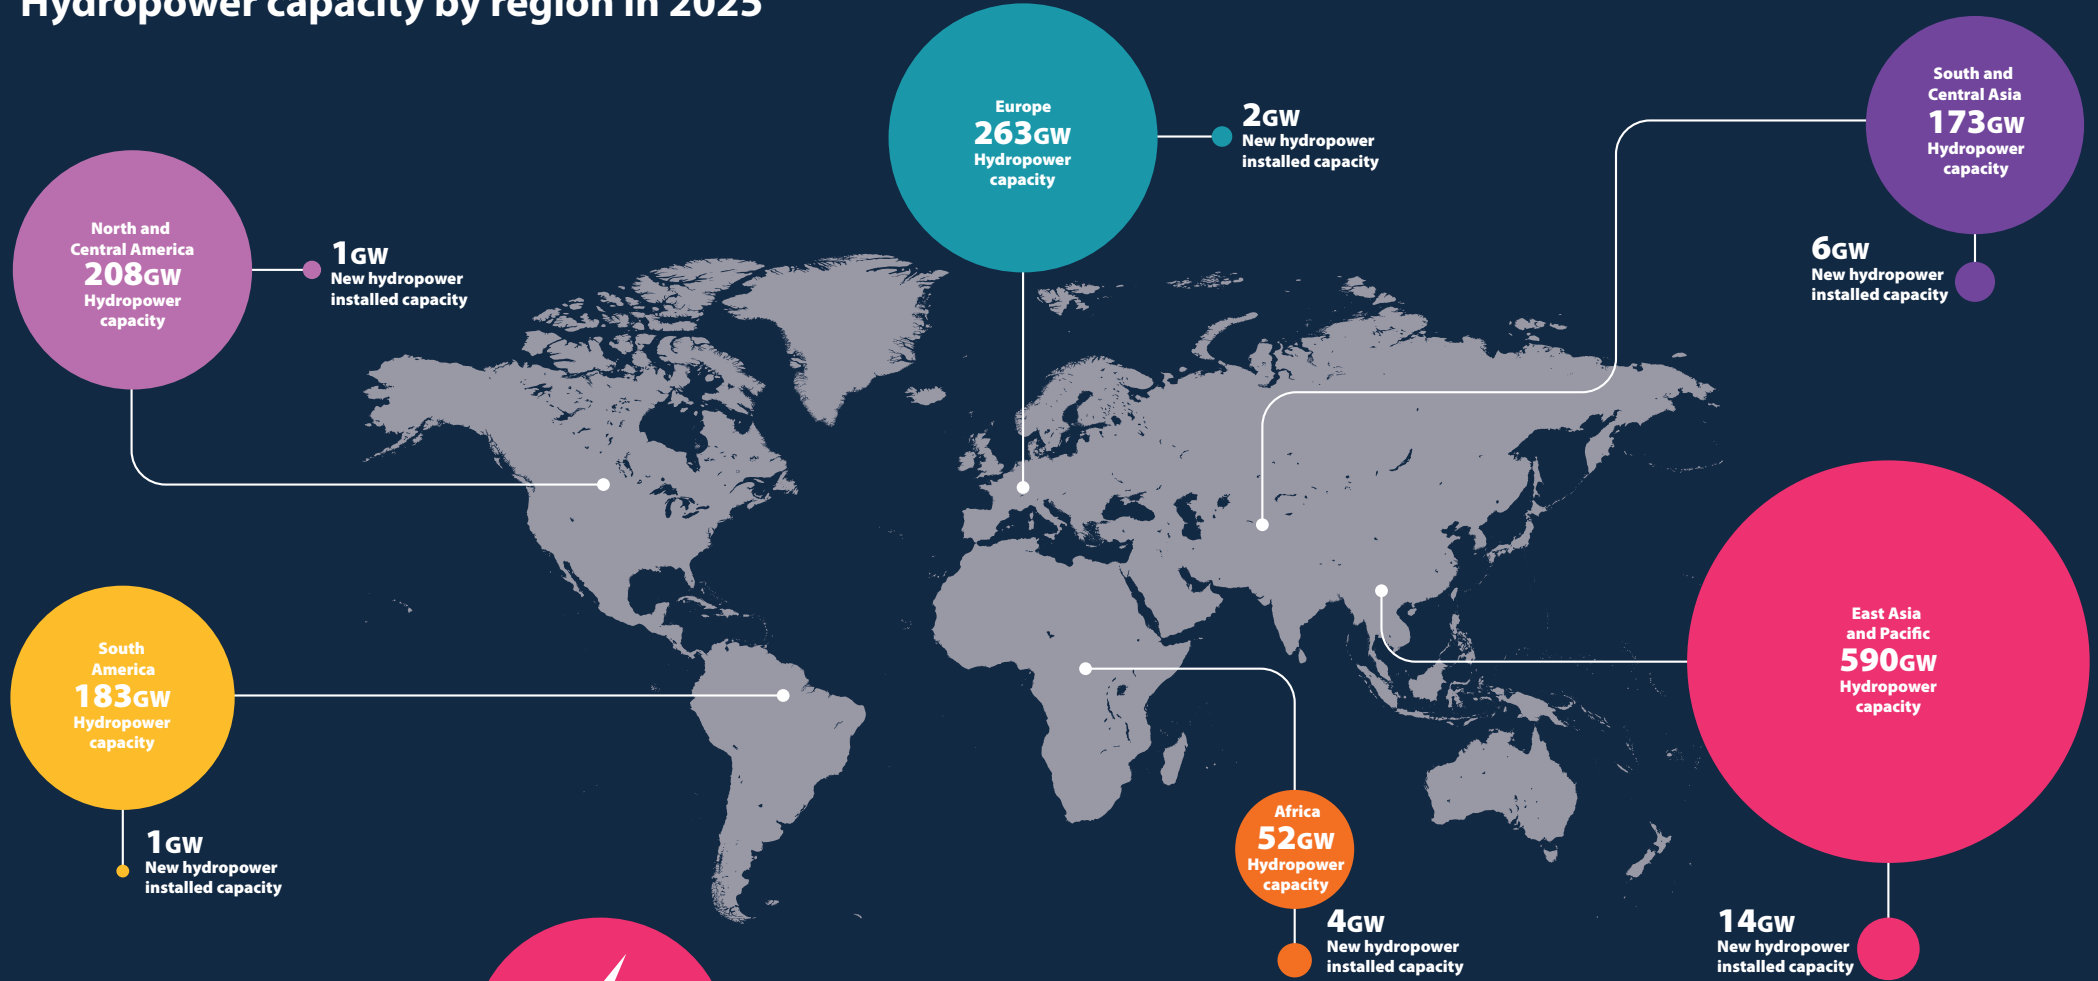 Hydropower capacity by region in 2025
Europe
263GW
Hydropower
capacity
2GW
New hydropower
installed capacity
South and
Central Asia
173GW
Hydropower
capacity
6GW
New hydropower
installed capacity
North and
Central America
208GW
Hydropower
capacity
1GW
New hydropower
installed capacity
South
America
183GW
Hydropower
capacity
1GW
New hydropower
installed capacity
East Asia
and Pacific
590GW
Hydropower
capacity
14GW
New hydropower
installed capacity
Africa
52GW
Hydropower
capacity
4GW
New hydropower
installed capacity